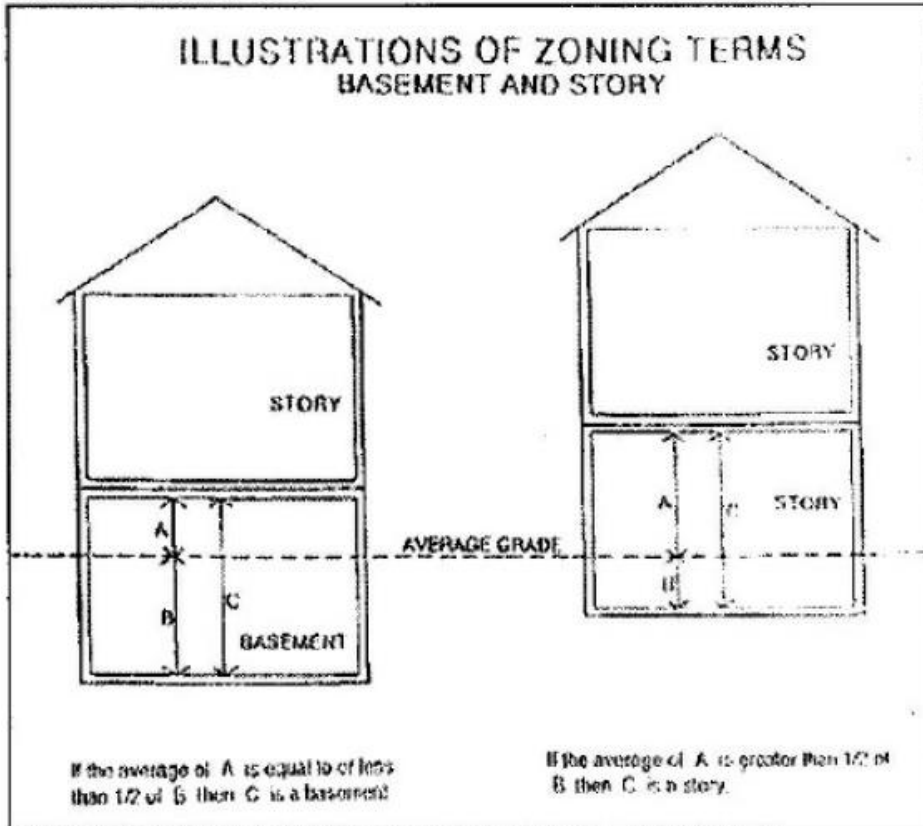 ILLUSTRATIONS OF ZONING TERMS
BASEMENT AND STORY
STORY
STORY
A
A
C
STORY
AVERAGE GRADE
B
C
B
BASEMENT
If the average of A is equal to or less
than 1/2 of B then C is a basement
If the average of A is greater than 1/2 of
B then C is a story.